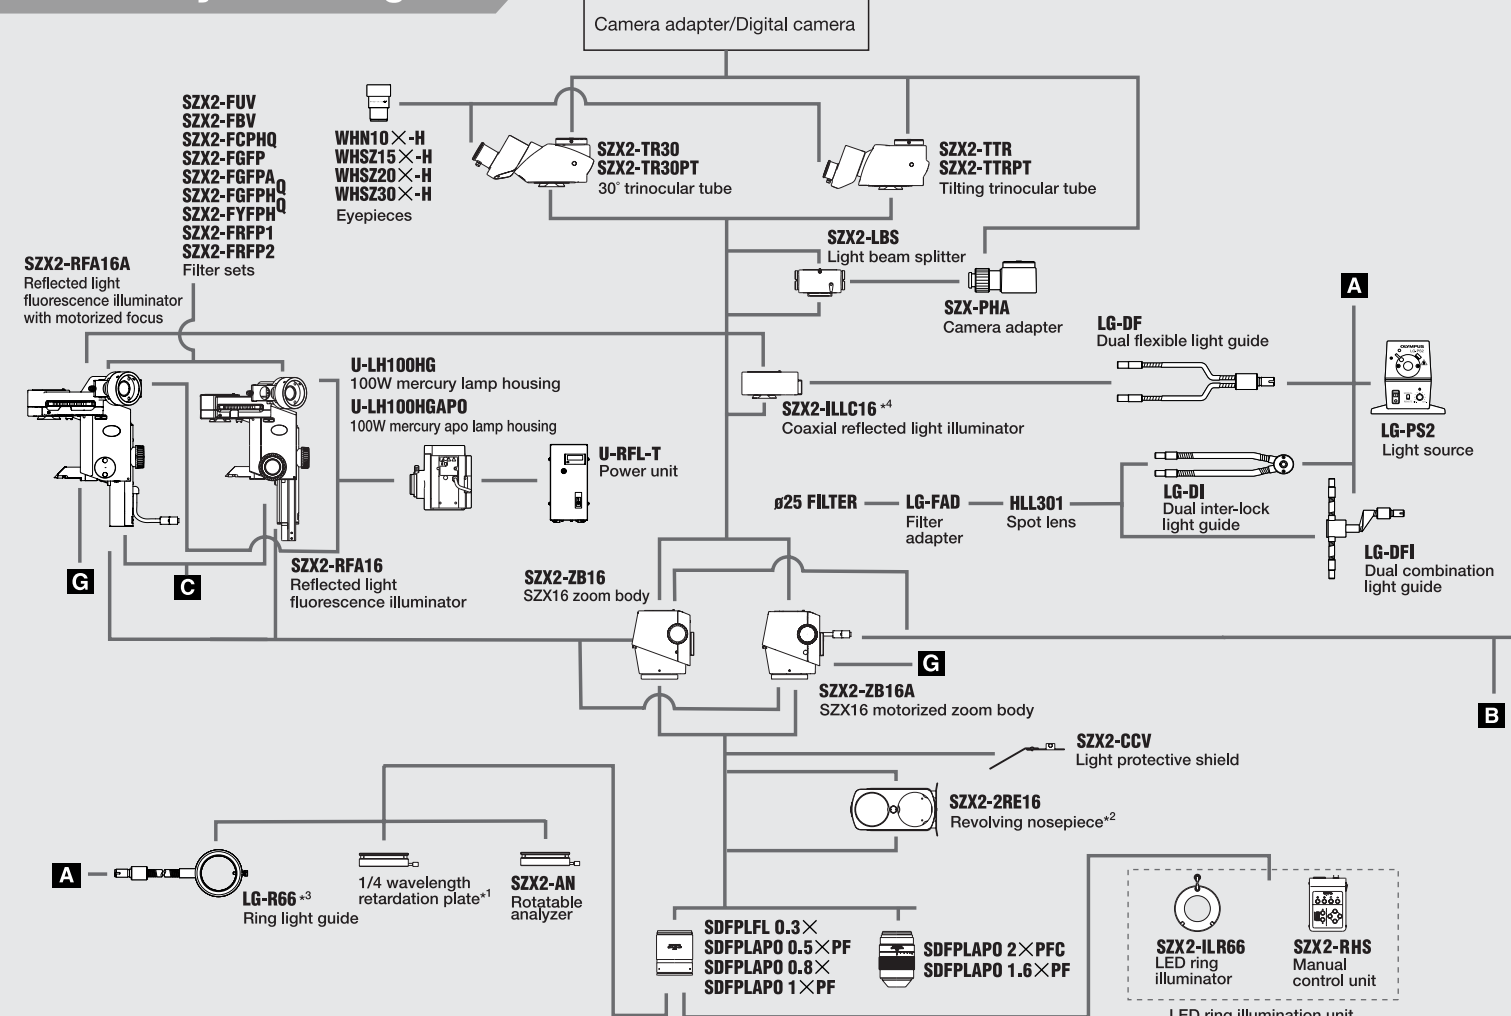 Camera adapter/Digital camera
SZX2-FUV
SZX2-FBV
SZX2-FCPHQ
SZX2-FGFP
SZX2-FGFPA
SZX2-FGFPHQ
SZX2-FYFPHQ
SZX2-FRFP1
SZX2-FRFP2
Filter sets
WHN10×-H
WHSZ15×-H
WHSZ20×-H
WHSZ30×-H
Eyepieces
SZX2-TR30
SZX2-TR30PT
30° trinocular tube
SZX2-TTR
SZX2-TTRPT
Tilting trinocular tube
SZX2-LBS
Light beam splitter
SZX-PHA
Camera adapter
SZX2-RFA16A
Reflected light
fluorescence illuminator
with motorized focus
A
LG-DF
Dual flexible light guide
OLYMPUS
U-LH100HG
100W mercury lamp housing
U-LH100HGAPO
100W mercury apo lamp housing
SZX2-ILLC16 *4
Coaxial reflected light illuminator
LG-PS2
Light source
U-RFL-T
Power unit
ø25 FILTER
LG-FAD
Filter
adapter
HLL301
Spot lens
LG-DI
Dual inter-lock
light guide
LG-DFI
Dual combination
light guide
G
C
SZX2-RFA16
Reflected light
fluorescence illuminator
SZX2-ZB16
SZX16 zoom body
G
SZX2-ZB16A
SZX16 motorized zoom body
B
SZX2-CCV
Light protective shield
SZX2-2RE16
Revolving nosepiece*2
A
LG-R66 *3
Ring light guide
1/4 wavelength
retardation plate*1
SZX2-AN
Rotatable
analyzer
SDFPLFL 0.3×
SDFPLAPO 0.5×PF
SDFPLAPO 0.8×
SDFPLAPO 1×PF
SDFPLAPO 2×PFC
SDFPLAPO 1.6×PF
SZX2-ILR66
LED ring
illuminator
SZX2-RHS
Manual
control unit
LED ring illumination unit